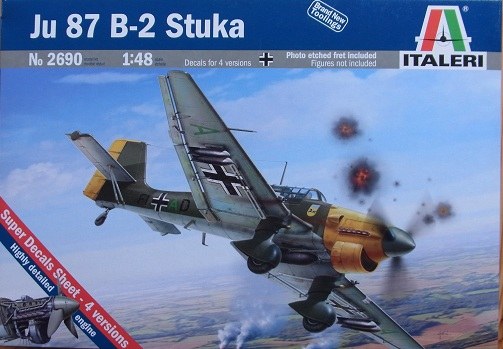 Ju 87 B-2 Stuka
Brand New
Toolings
No 2690
1:48
Decals for 4 versions
Photo etched fret included
Figures not included
ITALERI
Super Decals Sheet - 4 versions
Highly detailed
engine